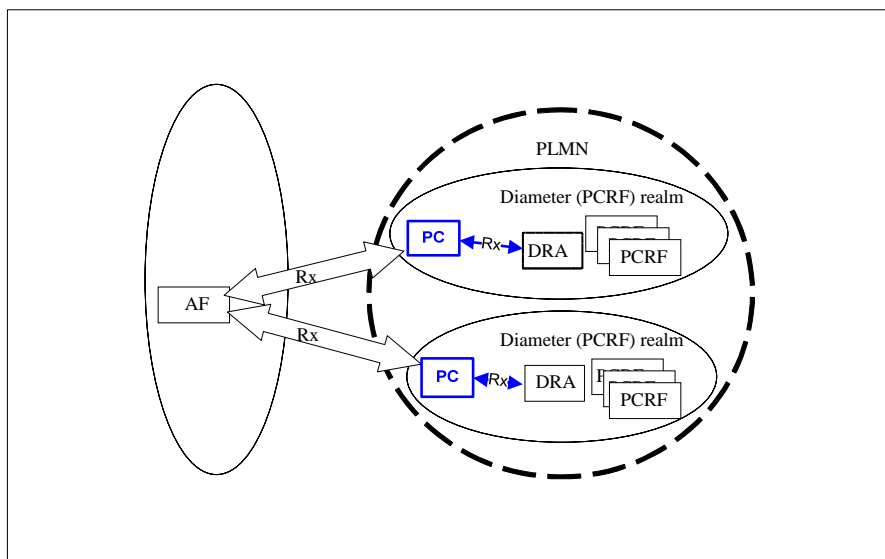 PLMN
Diameter (PCRF) realm
PC
Rx
DRA
PCRF
Rx
AF
Rx
Diameter (PCRF) realm
PC
Rx
DRA
PCRF